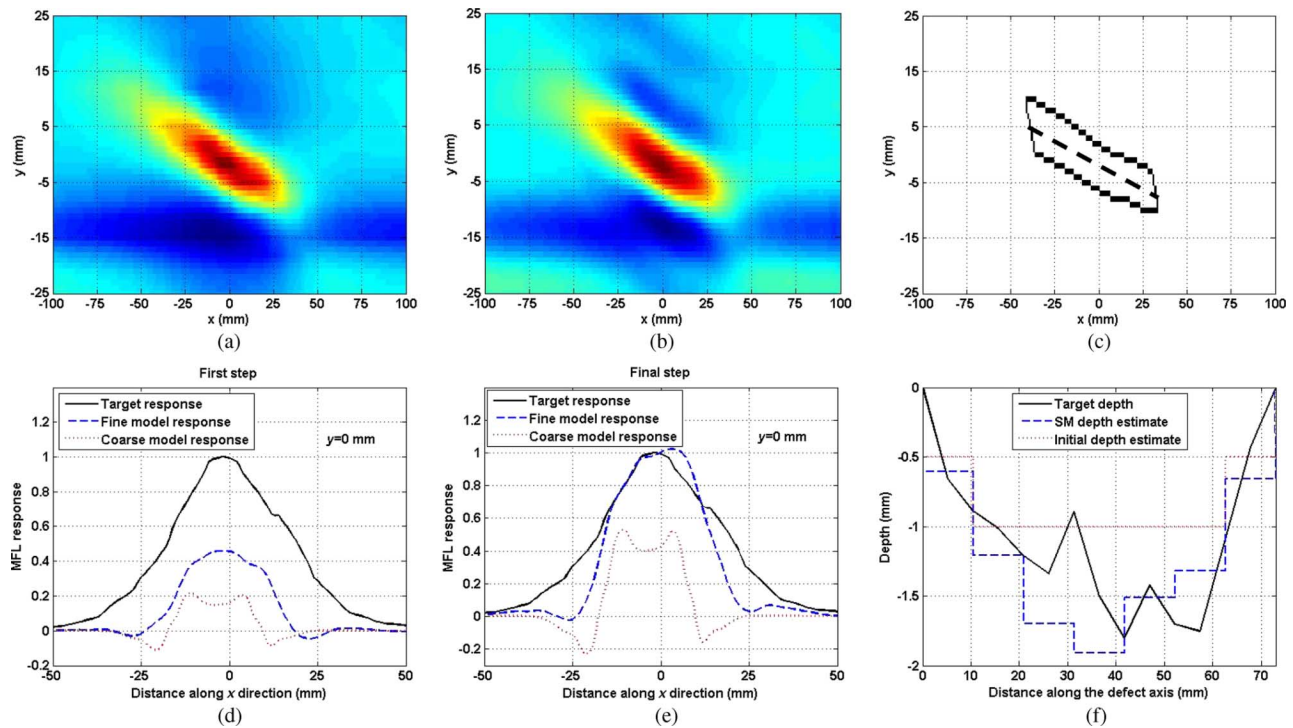 25
15
5
-5
-15
-25
y (mm)
-100 -75 -50 -25 0 25 50 75 100
x (mm)
(a)
25
15
5
-5
-15
-25
y (mm)
-100 -75 -50 -25 0 25 50 75 100
x (mm)
(b)
25
15
5
-5
-15
-25
y (mm)
-100 -75 -50 -25 0 25 50 75 100
x (mm)
(c)
First step
Target response
Fine model response
Coarse model response
y=0 mm
1.2
1
0.8
0.6
0.4
0.2
0
-0.2
MFL response
-50 -25 0 25 50
Distance along x direction (mm)
(d)
Final step
Target response
Fine model response
Coarse model response
y=0 mm
1.2
1
0.8
0.6
0.4
0.2
0
-0.2
MFL response
-50 -25 0 25 50
Distance along x direction (mm)
(e)
Target depth
SM depth estimate
Initial depth estimate
0
-0.5
-1
-1.5
-2
Depth (mm)
0 10 20 30 40 50 60 70
Distance along the defect axis (mm)
(f)